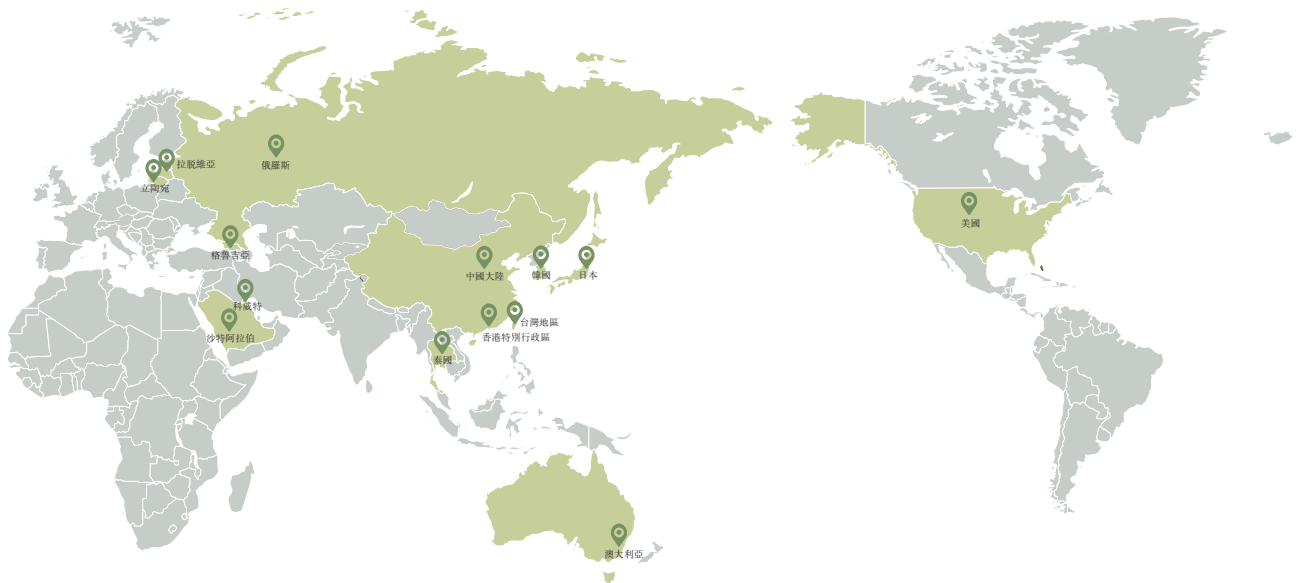 拉脫維亞
俄羅斯
立陶宛
美國
格魯吉亞
中國大陸
韓國
日本
科威特
台灣地區
沙特阿拉伯
香港特別行政區
泰國
澳大利亞